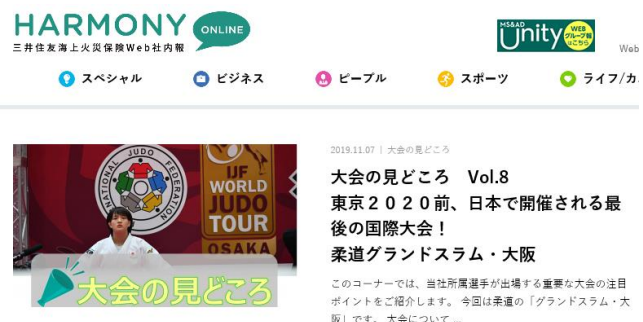 HARMONY ONLINE
三井住友海上火災保険Web社内報
MS&AD
Unity
WEB
グループ報
はこちら
Web
スペシャル
ビジネス
ピープル
スポーツ
ライフ/カ
2019.11.07 | 大会の見どころ
大会の見どころ Vol.8
東京２０２０前、日本で開催される最
後の国際大会！
柔道グランドスラム・大阪
このコーナーでは、当社所属選手が出場する重要な大会の注目
ポイントをご紹介します。 今回は柔道の「グランドスラム・大
阪」です。 大会について ...
INTERNATIONAL JUDO FEDERATION
IJF
WORLD
JUDO
TOUR
OSAKA
大会の見どころ